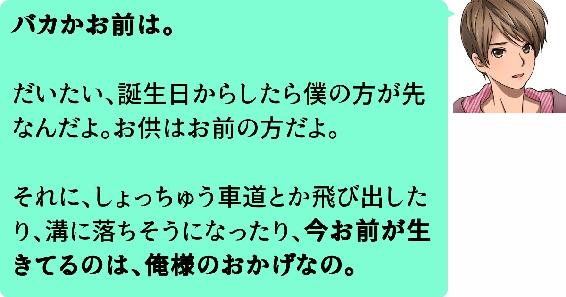 バカかお前は。
だいたい、誕生日からしたら僕の方が先
なんだよ。お供はお前の方だよ。
それに、しょっちゅう車道とか飛び出した
り、溝に落ちそうになったり、今お前が生
きてるのは、俺様のおかげなの。